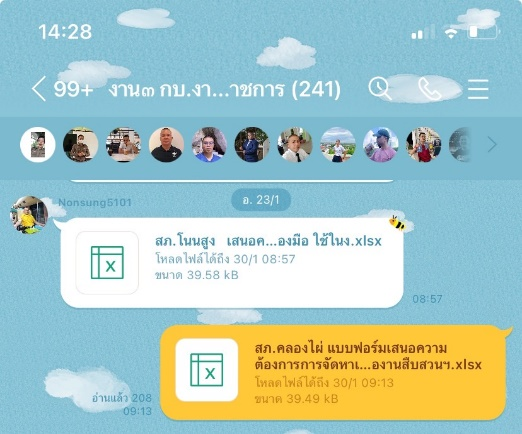 14:28
99+ งาน๓ กบ.งา...าชการ (241)
Nonsung5101
อ. 23/1
สภ.โนนสูง เสนอค...องมือ ใช้ในง.xlsx
โหลดไฟล์ได้ถึง 30/1 08:57
ขนาด 39.58 kB
08:57
สภ.คลองไผ่ แบบฟอร์มเสนอความ
ต้องการการจัดหาเ...องานสืบสวนฯ.xlsx
โหลดไฟล์ได้ถึง 30/1 09:13
ขนาด 39.49 kB
อ่านแล้ว 208
09:13